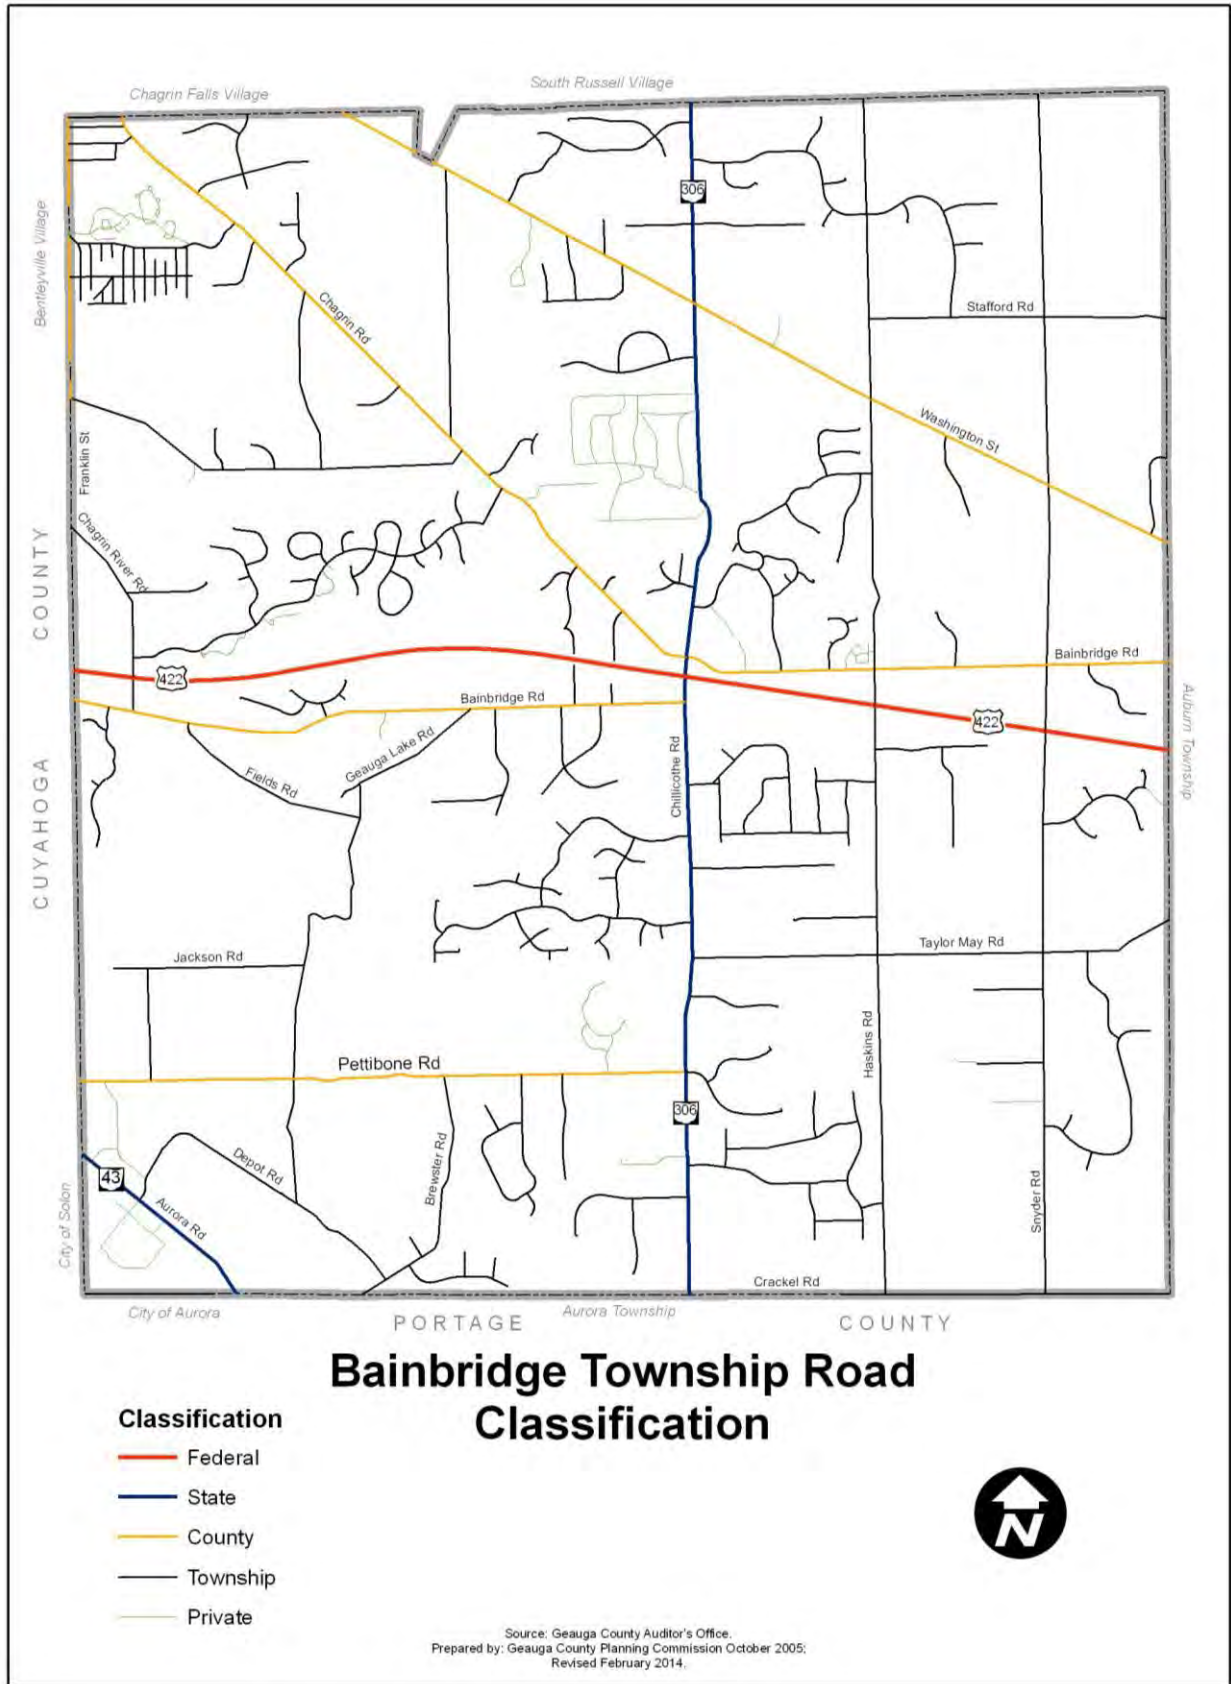 South Russell Village
Chagrin Falls Village
306
Bentleyville Village
Chagrin Rd
Stafford Rd
Washington St
Franklin St
Chagrin River Rd
COUNTY
422
Bainbridge Rd
Bainbridge Rd
422
Auburn Township
Geauga Lake Rd
Fields Rd
Chillicothe Rd
CUYAHOGA
Jackson Rd
Taylor May Rd
Haskins Rd
Pettibone Rd
306
Depot Rd
Brewster Rd
43
Aurora Rd
Snyder Rd
City of Solon
Crackel Rd
City of Aurora
Aurora Township
PORTAGE
COUNTY
Bainbridge Township Road
Classification
Classification
Federal
State
County
Township
Private
N
Source: Geauga County Auditor's Office.
Prepared by: Geauga County Planning Commission October 2005;
Revised February 2014.